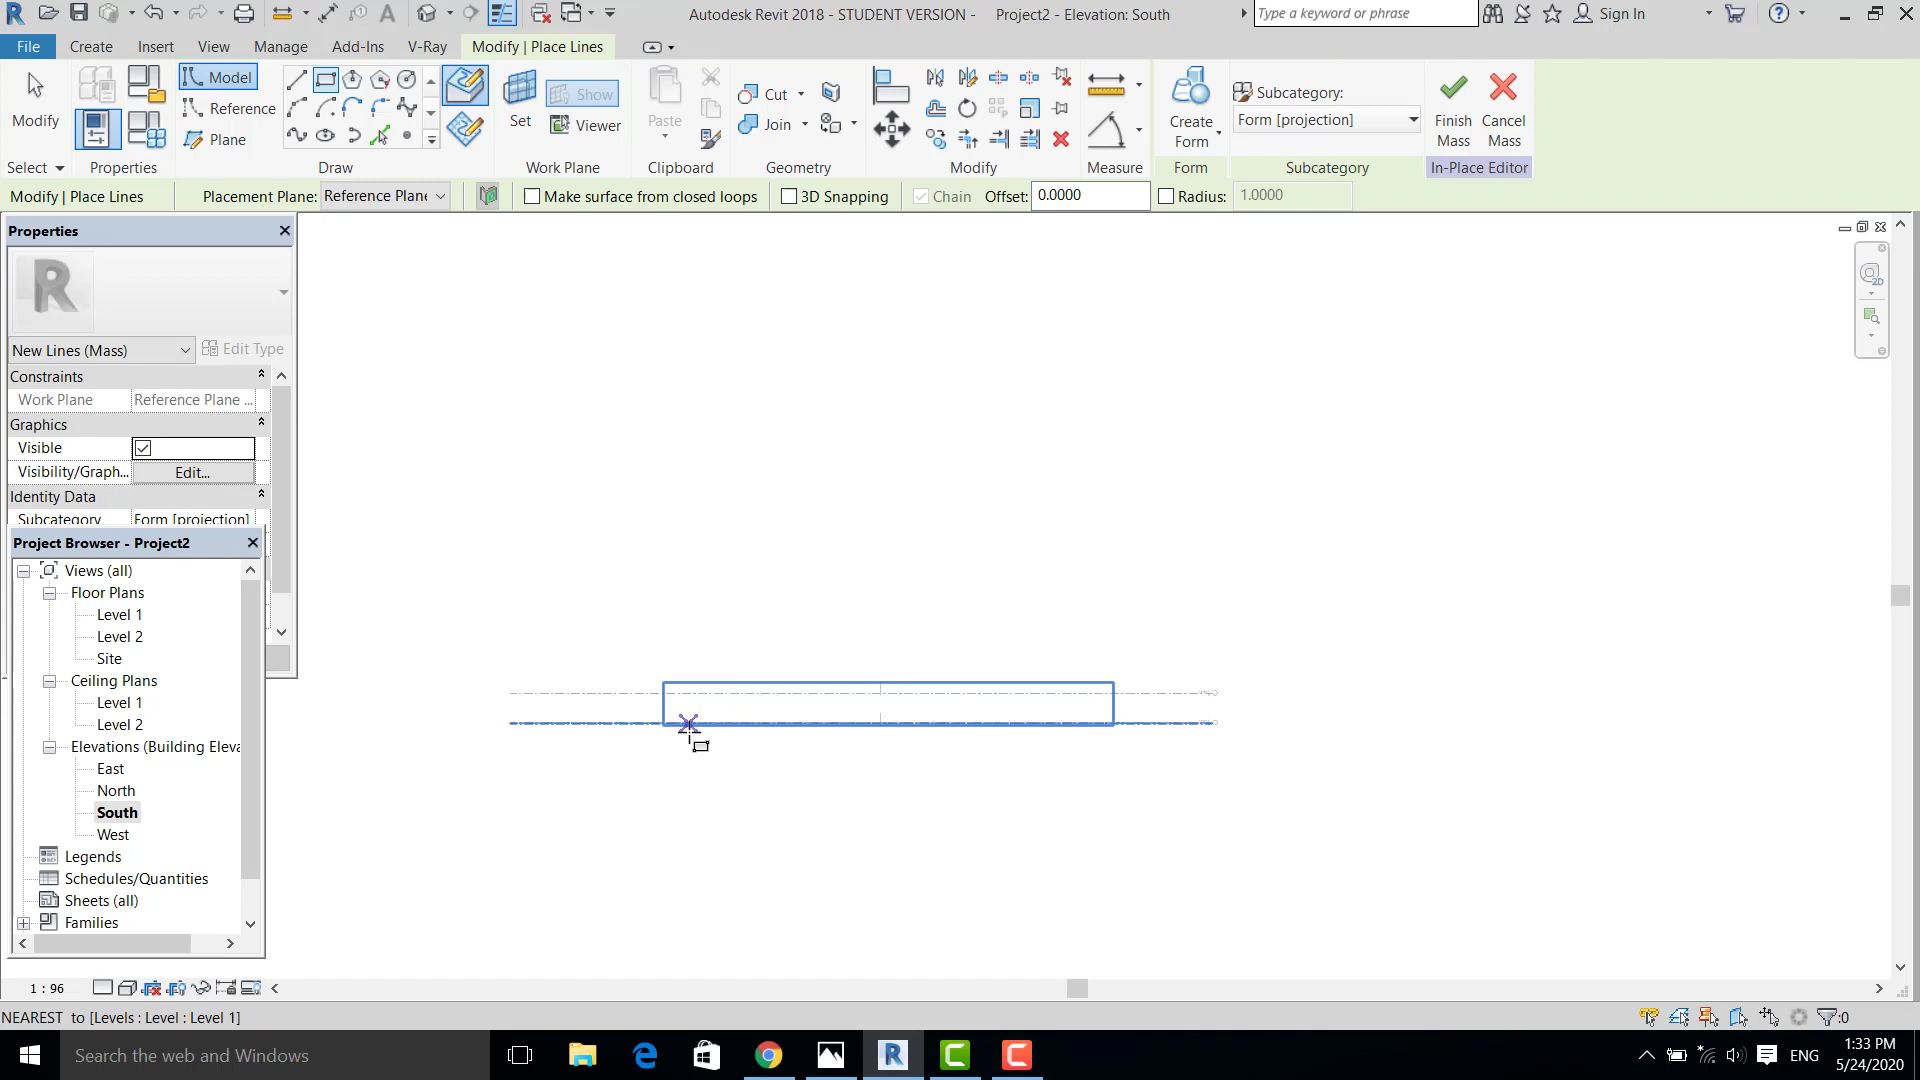 Autodesk Revit 2018 - STUDENT VERSION - Project2 - Elevation: South
Type a keyword or phrase
Sign In
File Create Insert View Manage Add-Ins V-Ray Modify | Place Lines
Modify
Model
Reference
Plane
Set
Show
Viewer
Paste
Cut
Join
Create
Form
Subcategory:
Form [projection]
Finish
Mass
Cancel
Mass
Select Properties Draw Work Plane Clipboard Geometry Modify Measure Form Subcategory In-Place Editor
Modify | Place Lines Placement Plane: Reference Plane Make surface from closed loops 3D Snapping Chain Offset: 0.0000 Radius: 1.0000
Properties
New Lines (Mass) Edit Type
Constraints
Work Plane Reference Plane ...
Graphics
Visible
Visibility/Graph... Edit...
Identity Data
Subcategory Form [projection]
Project Browser - Project2
Views (all)
Floor Plans
Level 1
Level 2
Site
Ceiling Plans
Level 1
Level 2
Elevations (Building Eleva
East
North
South
West
Legends
Schedules/Quantities
Sheets (all)
Families
2D
1 : 96
NEAREST to [Levels : Level : Level 1]
:0
Search the web and Windows
ENG
1:33 PM
5/24/2020